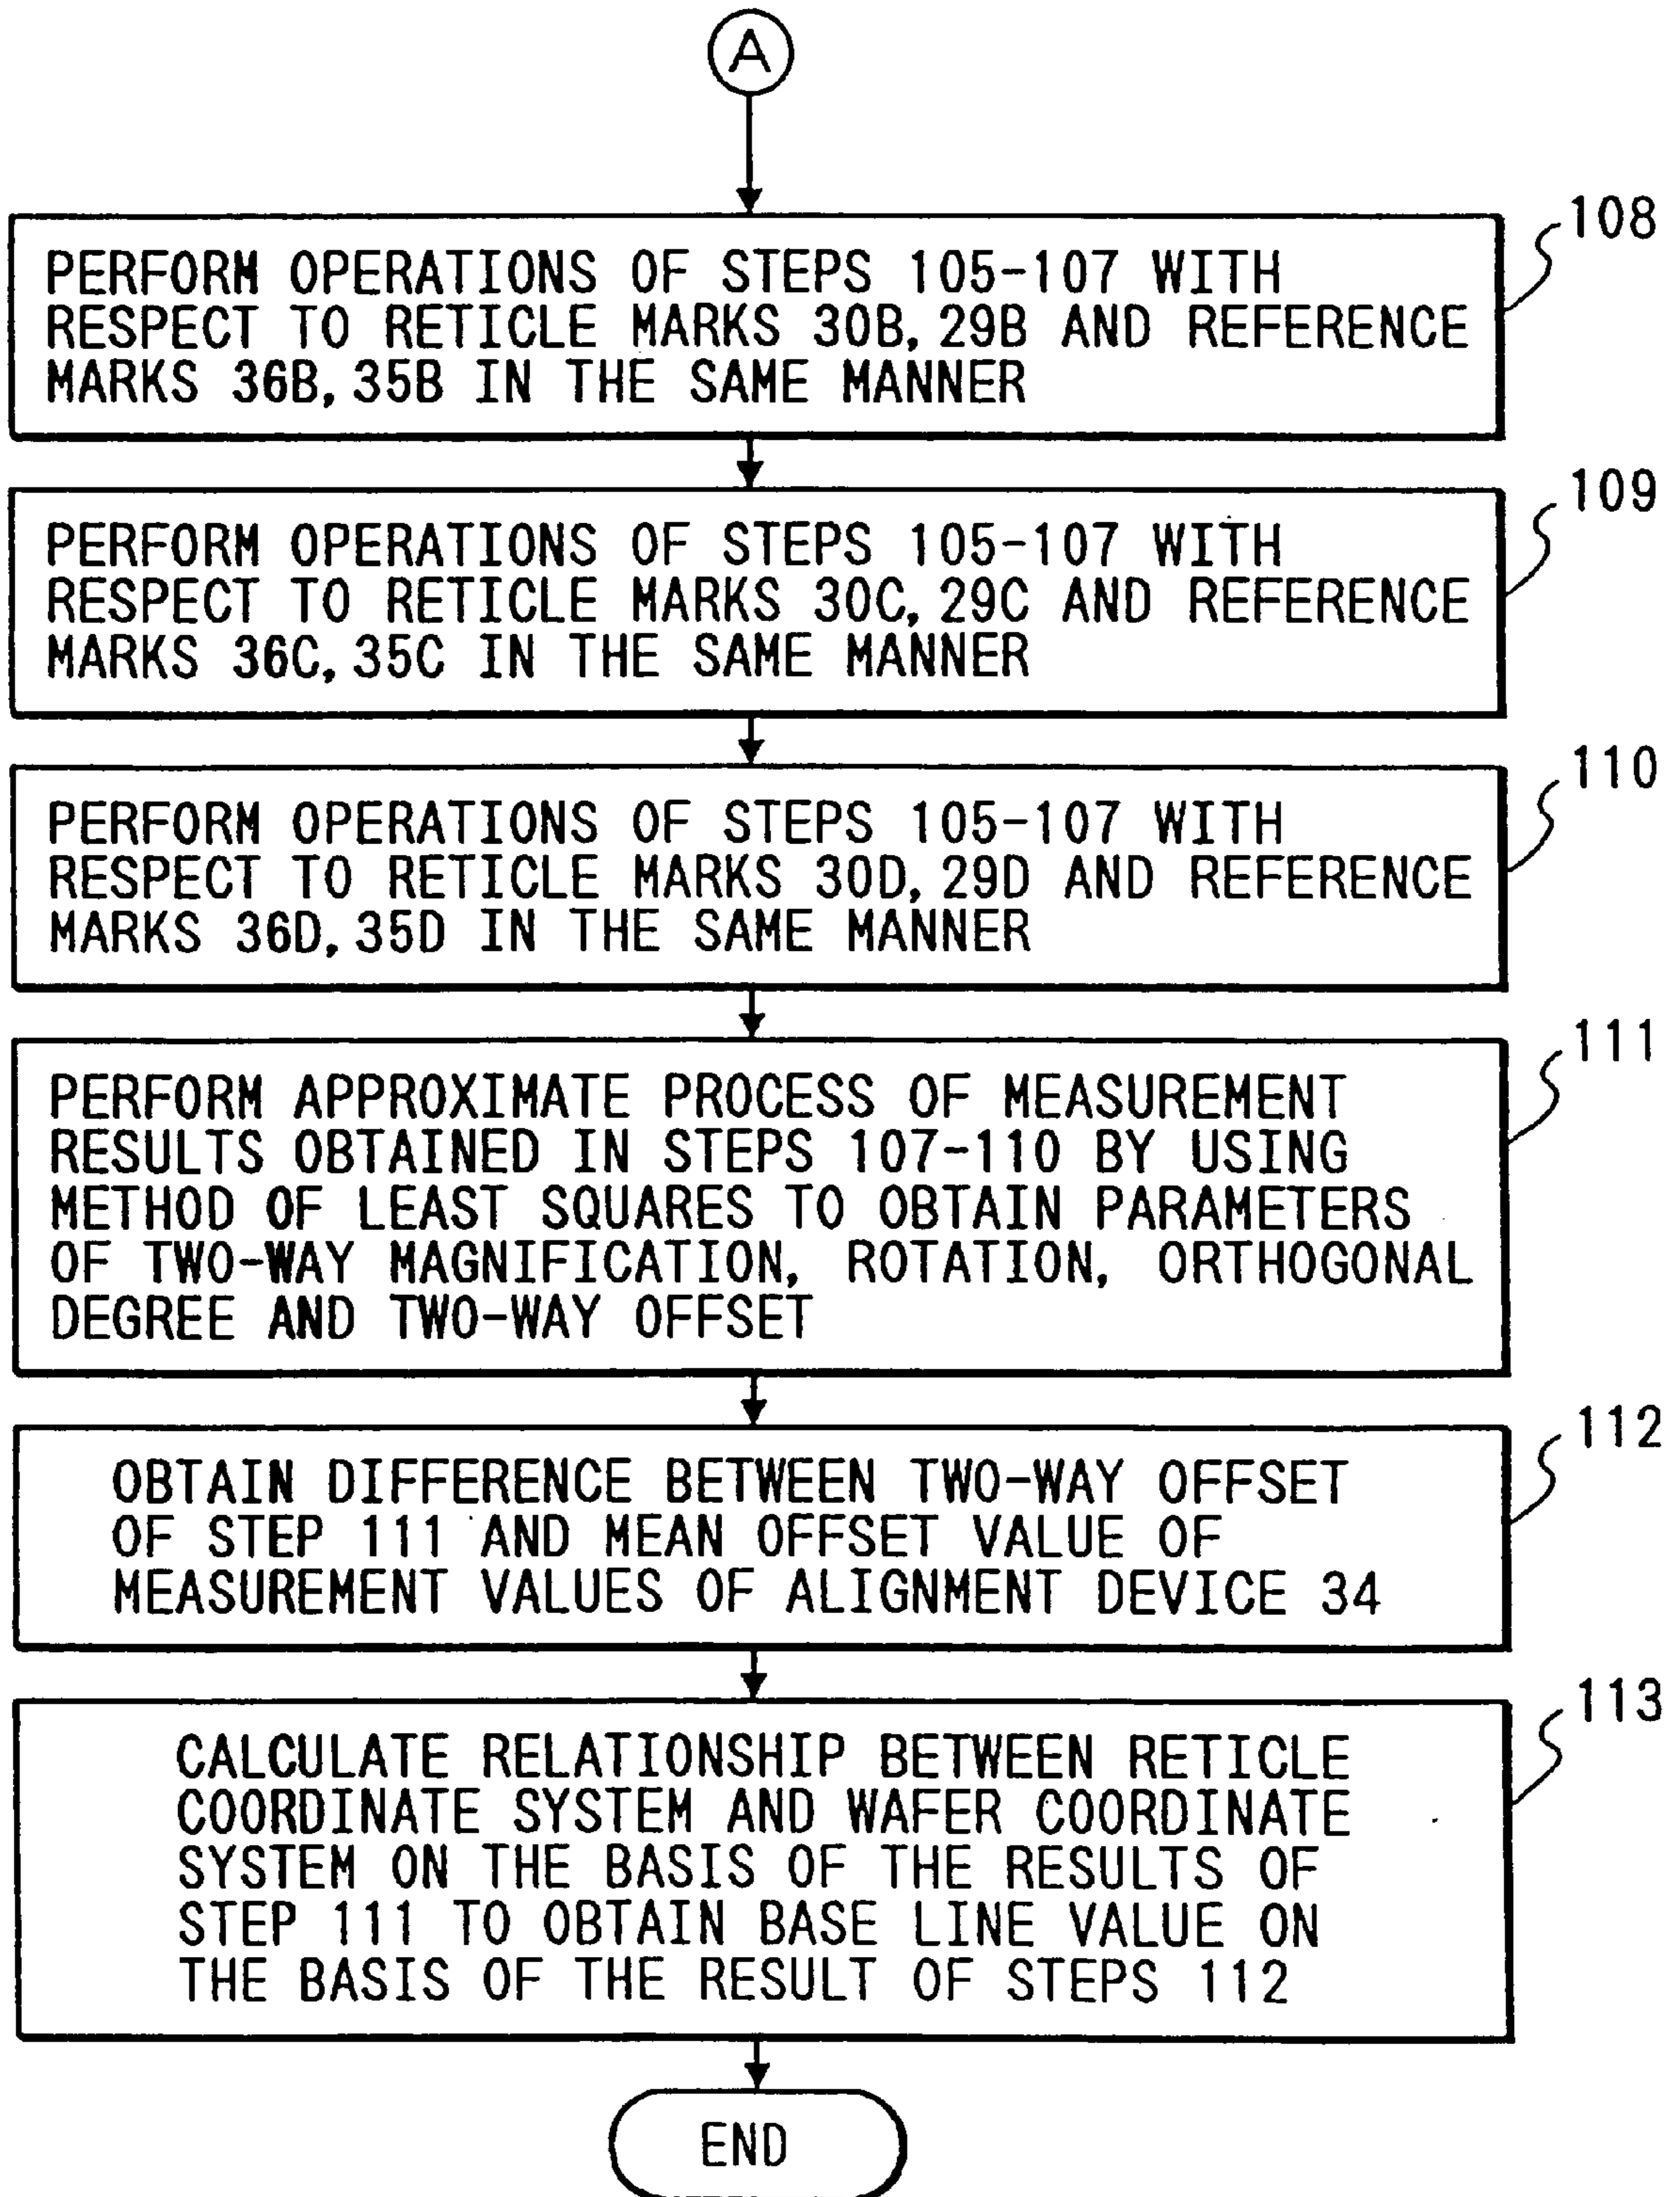 A
108
PERFORM OPERATIONS OF STEPS 105-107 WITH
RESPECT TO RETICLE MARKS 30B, 29B AND REFERENCE
MARKS 36B, 35B IN THE SAME MANNER
109
PERFORM OPERATIONS OF STEPS 105-107 WITH
RESPECT TO RETICLE MARKS 30C, 29C AND REFERENCE
MARKS 36C, 35C IN THE SAME MANNER
110
PERFORM OPERATIONS OF STEPS 105-107 WITH
RESPECT TO RETICLE MARKS 30D, 29D AND REFERENCE
MARKS 36D, 35D IN THE SAME MANNER
111
PERFORM APPROXIMATE PROCESS OF MEASUREMENT
RESULTS OBTAINED IN STEPS 107-110 BY USING
METHOD OF LEAST SQUARES TO OBTAIN PARAMETERS
OF TWO-WAY MAGNIFICATION, ROTATION, ORTHOGONAL
DEGREE AND TWO-WAY OFFSET
112
OBTAIN DIFFERENCE BETWEEN TWO-WAY OFFSET
OF STEP 111 AND MEAN OFFSET VALUE OF
MEASUREMENT VALUES OF ALIGNMENT DEVICE 34
113
CALCULATE RELATIONSHIP BETWEEN RETICLE
COORDINATE SYSTEM AND WAFER COORDINATE
SYSTEM ON THE BASIS OF THE RESULTS OF
STEP 111 TO OBTAIN BASE LINE VALUE ON
THE BASIS OF THE RESULT OF STEPS 112
END